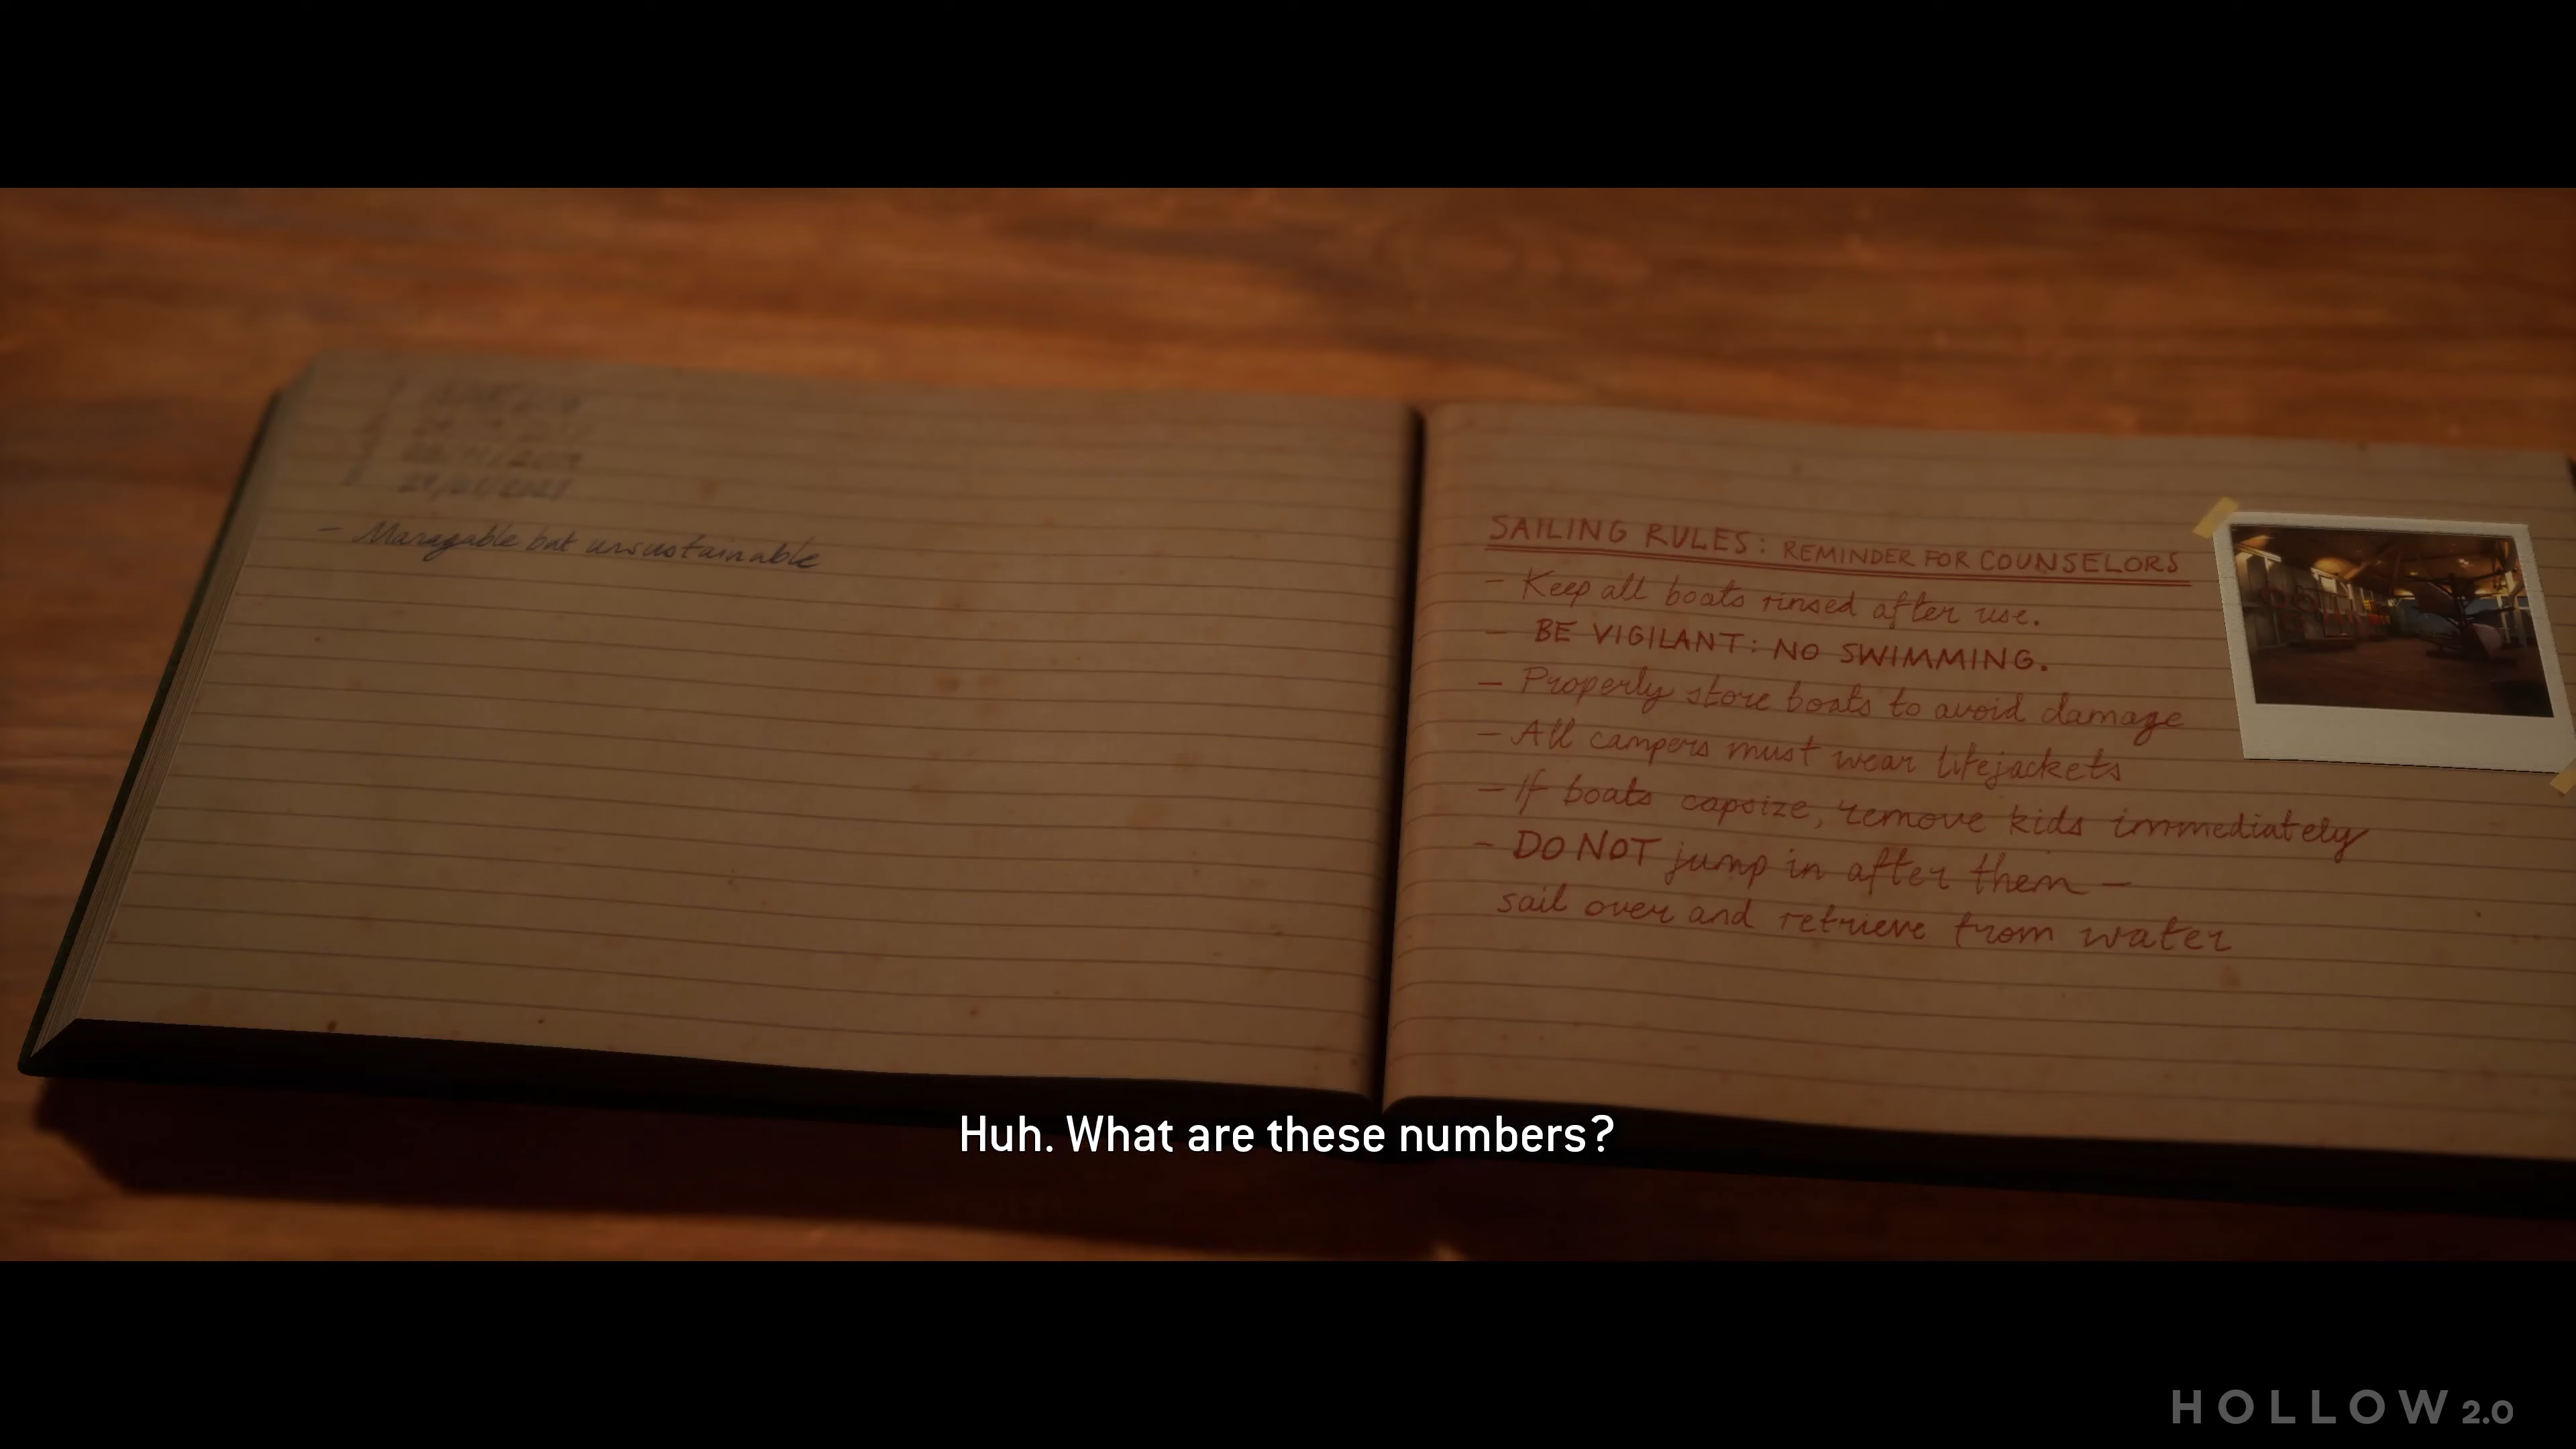 - Managable but unsustainable
SAILING RULES: REMINDER FOR COUNSELORS
- Keep all boats rinsed after use.
- BE VIGILANT: NO SWIMMING.
- Properly store boats to avoid damage
- All campers must wear lifejackets
- If boats capsize, remove kids immediately
- DO NOT jump in after them -
sail over and retrieve from water
Huh. What are these numbers?
HOLLOW 2.0